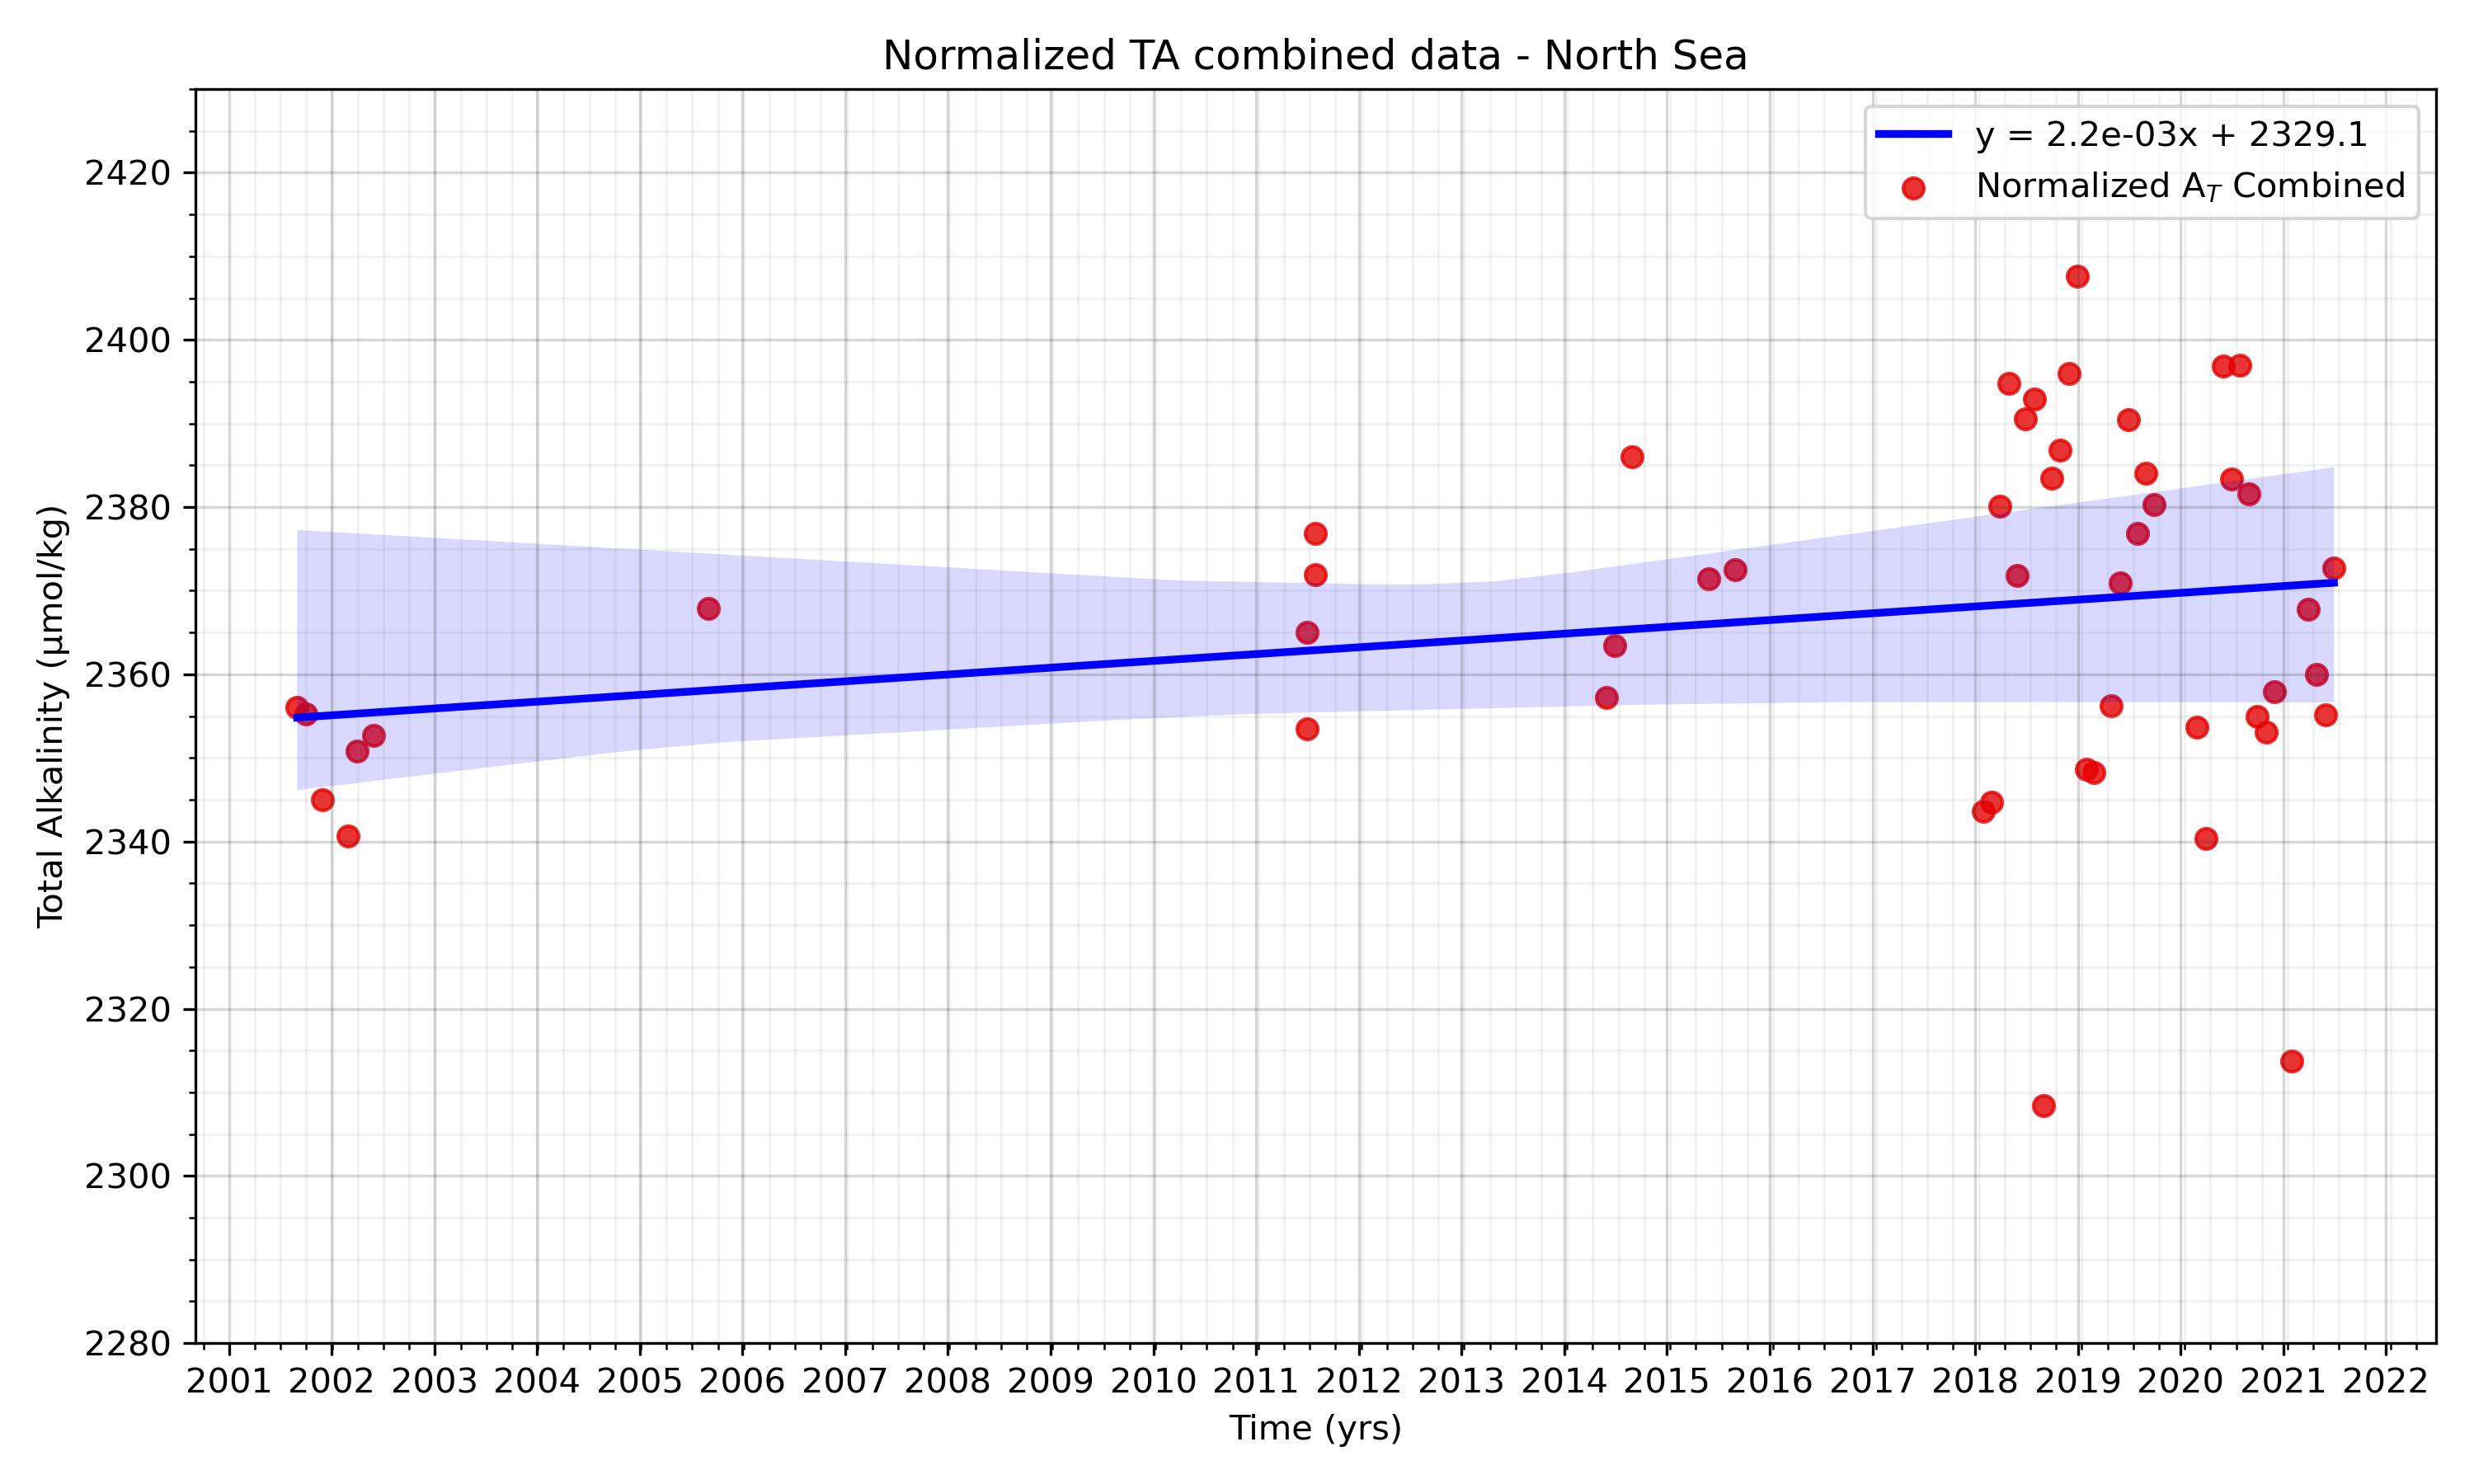 Normalized TA combined data - North Sea
y = 2.2e-03x + 2329.1
Normalized A_T Combined
Total Alkalinity (μmol/kg)
2420
2400
2380
2360
2340
2320
2300
2280
2001 2002 2003 2004 2005 2006 2007 2008 2009 2010 2011 2012 2013 2014 2015 2016 2017 2018 2019 2020 2021 2022
Time (yrs)